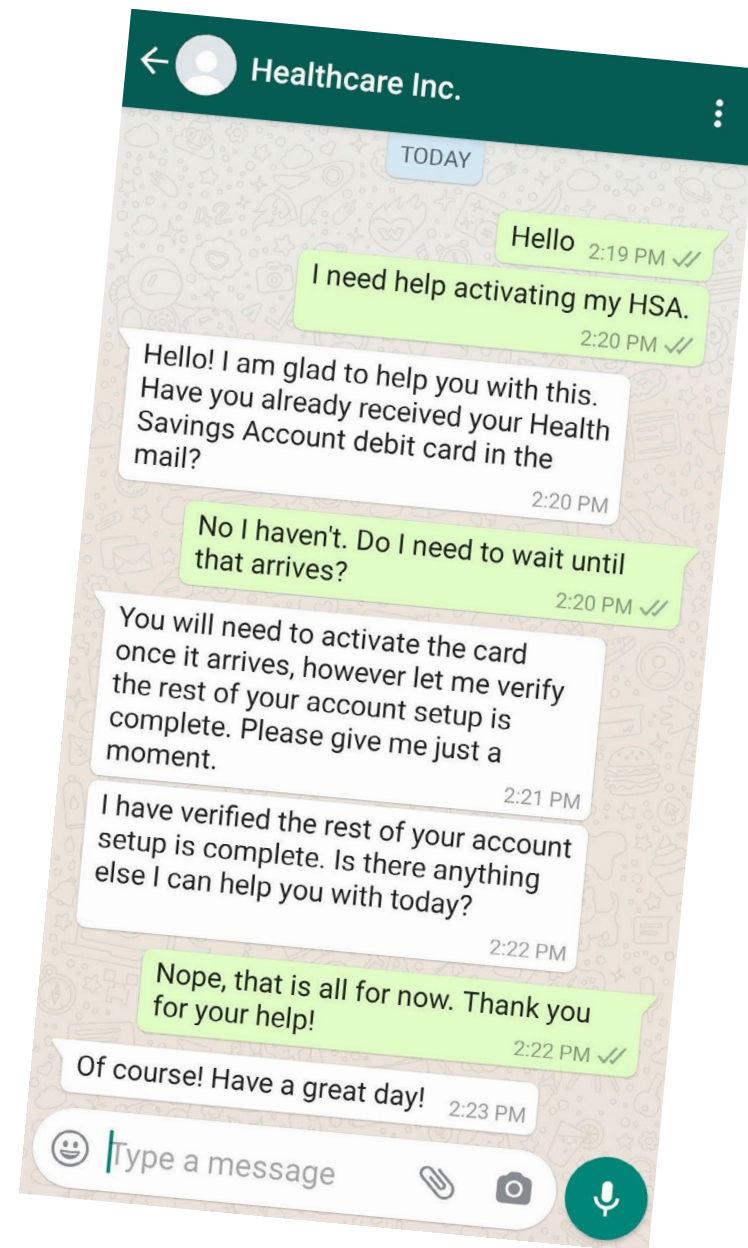 Healthcare Inc.
TODAY
Hello 2:19 PM
I need help activating my HSA.
2:20 PM
Hello! I am glad to help you with this.
Have you already received your Health
Savings Account debit card in the
mail?
2:20 PM
No I haven't. Do I need to wait until
that arrives?
2:20 PM
You will need to activate the card
once it arrives, however let me verify
the rest of your account setup is
complete. Please give me just a
moment.
2:21 PM
I have verified the rest of your account
setup is complete. Is there anything
else I can help you with today?
2:22 PM
Nope, that is all for now. Thank you
for your help!
2:22 PM
Of course! Have a great day! 2:23 PM
Type a message